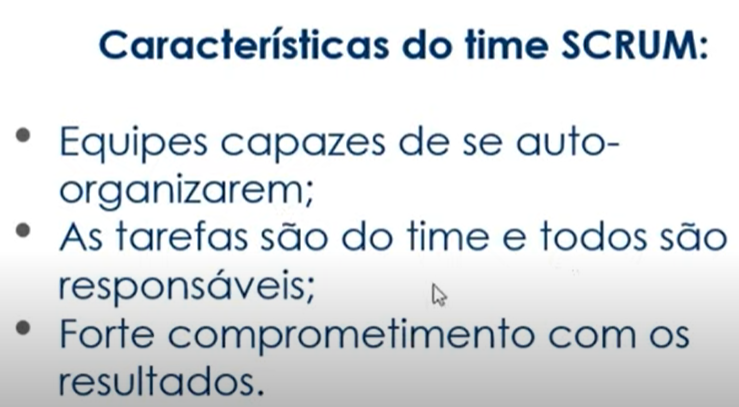 Características do time SCRUM:
• Equipes capazes de se auto-
organizarem;
• As tarefas são do time e todos são
responsáveis;
• Forte comprometimento com os
resultados.